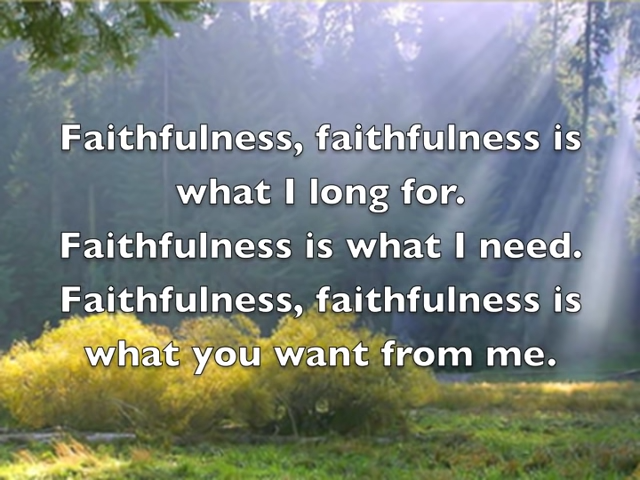 Faithfulness, faithfulness is
what I long for.
Faithfulness is what I need.
Faithfulness, faithfulness is
what you want from me.